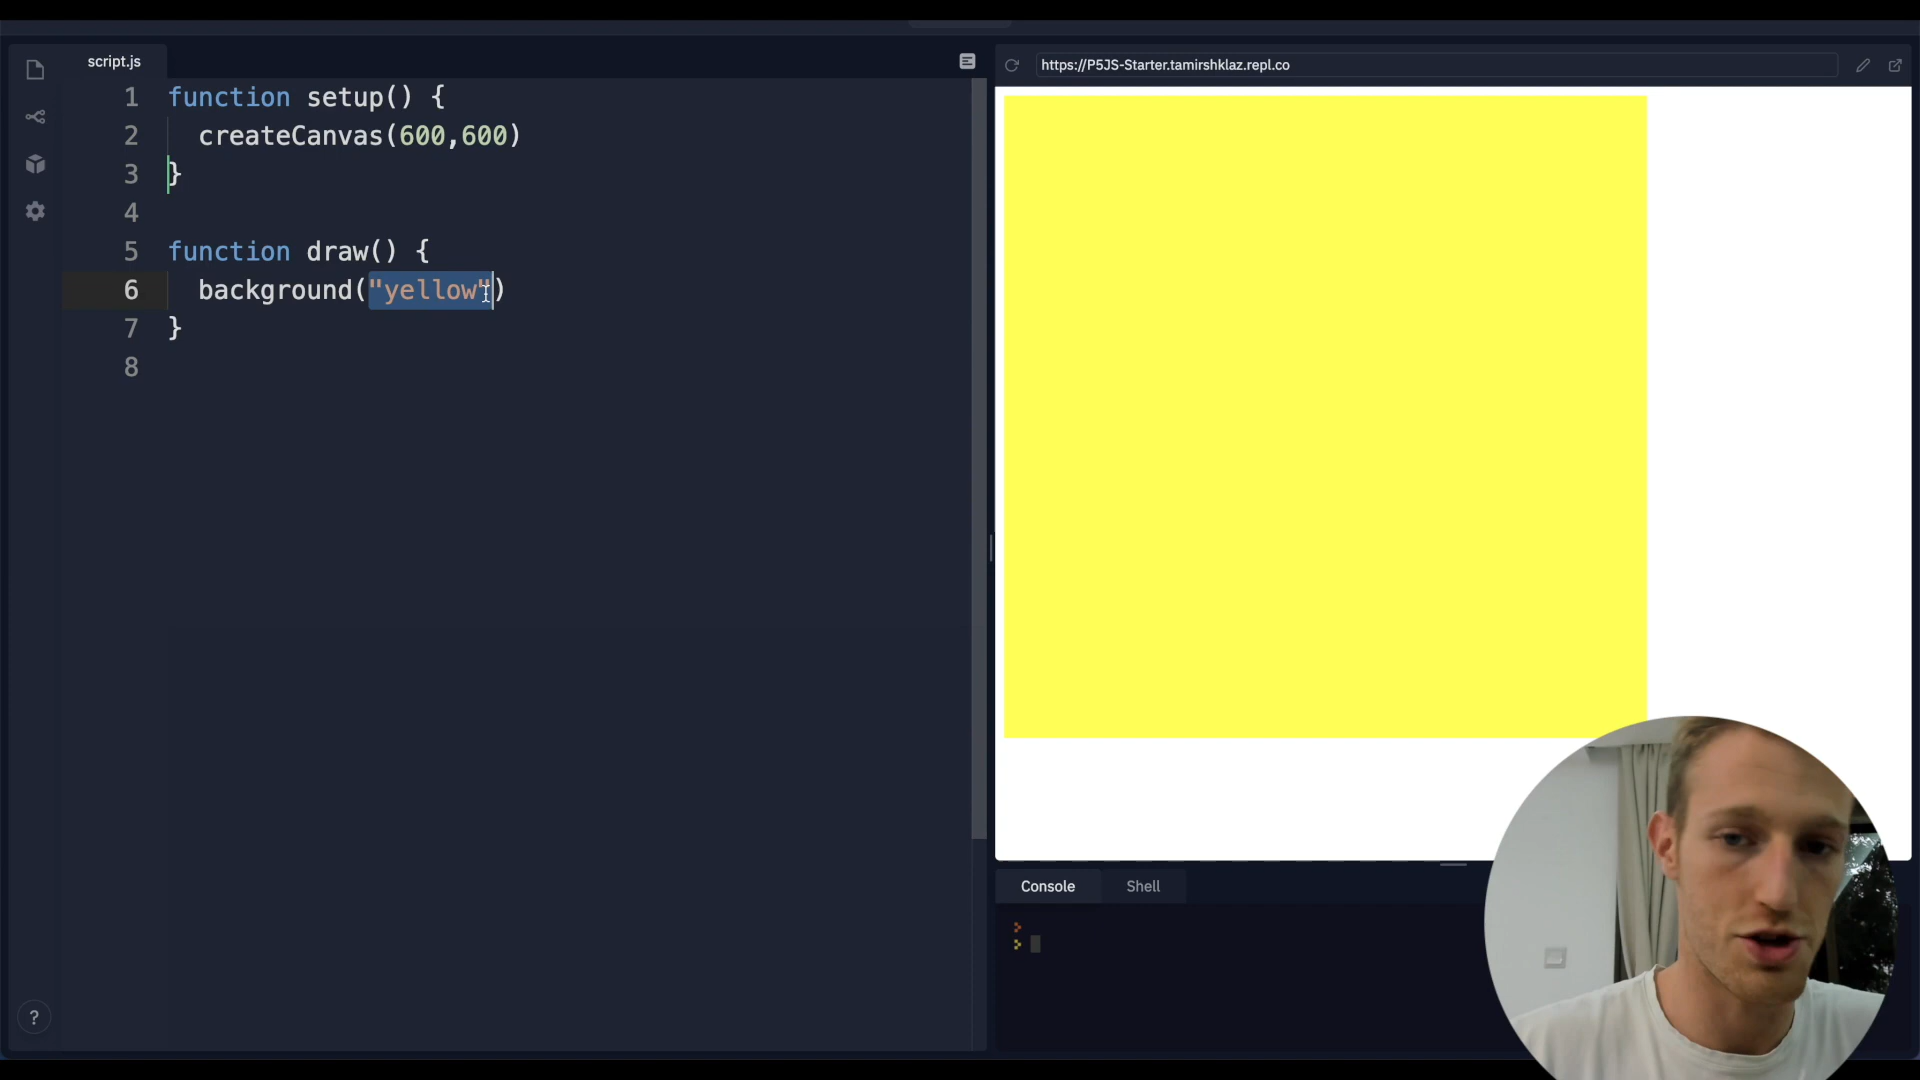 script.js
https://P5JS-Starter.tamirshklaz.repl.co
1 function setup() {
2 createCanvas(600,600)
3 }
4
5 function draw() {
6 background("yellow")
7 }
8
Console Shell
>
>
?